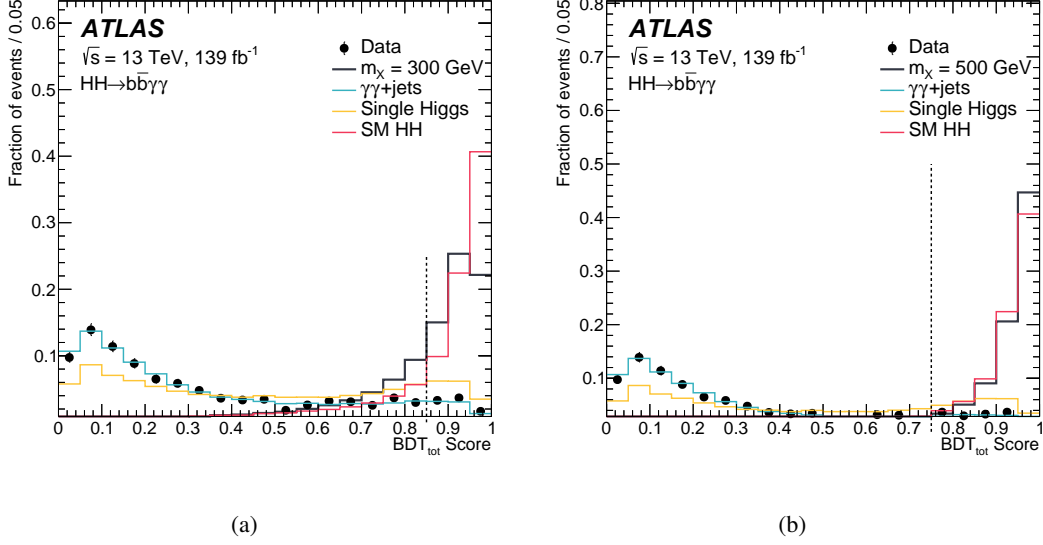 ATLAS
√s = 13 TeV, 139 fb⁻¹
HH→bb̅γγ
Data
m_X = 300 GeV
γγ+jets
Single Higgs
SM HH
Fraction of events / 0.05
0.6
0.5
0.4
0.3
0.2
0.1
0 0.1 0.2 0.3 0.4 0.5 0.6 0.7 0.8 0.9 1
BDT_tot Score
(a)
ATLAS
√s = 13 TeV, 139 fb⁻¹
HH→bb̅γγ
Data
m_X = 500 GeV
γγ+jets
Single Higgs
SM HH
Fraction of events / 0.05
0.8
0.7
0.6
0.5
0.4
0.3
0.2
0.1
0 0.1 0.2 0.3 0.4 0.5 0.6 0.7 0.8 0.9 1
BDT_tot Score
(b)